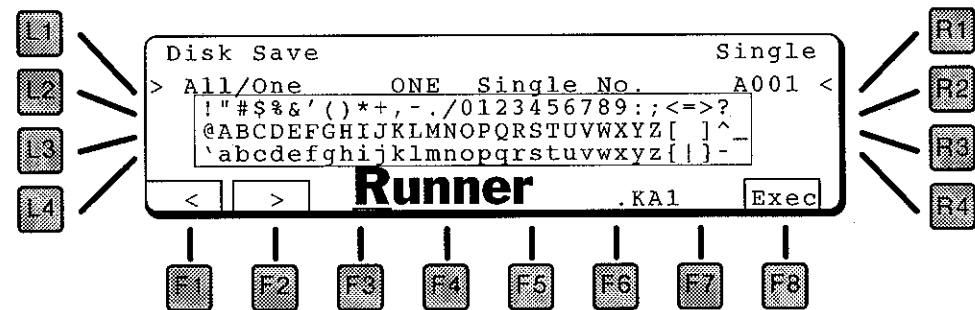 L1 R1
Disk Save Single
> All/One ONE Single No. A001 <
L2 R2
!"#$%&'()*+,-./0123456789:;<=>?
@ABCDEFGHIJKLMNOPQRSTUVWXYZ[ ]^_
L3 R3
`abcdefghijklmnopqrstuvwxyz{|}-
L4 < > Runner .KA1 Exec R4
F1 F2 F3 F4 F5 F6 F7 F8